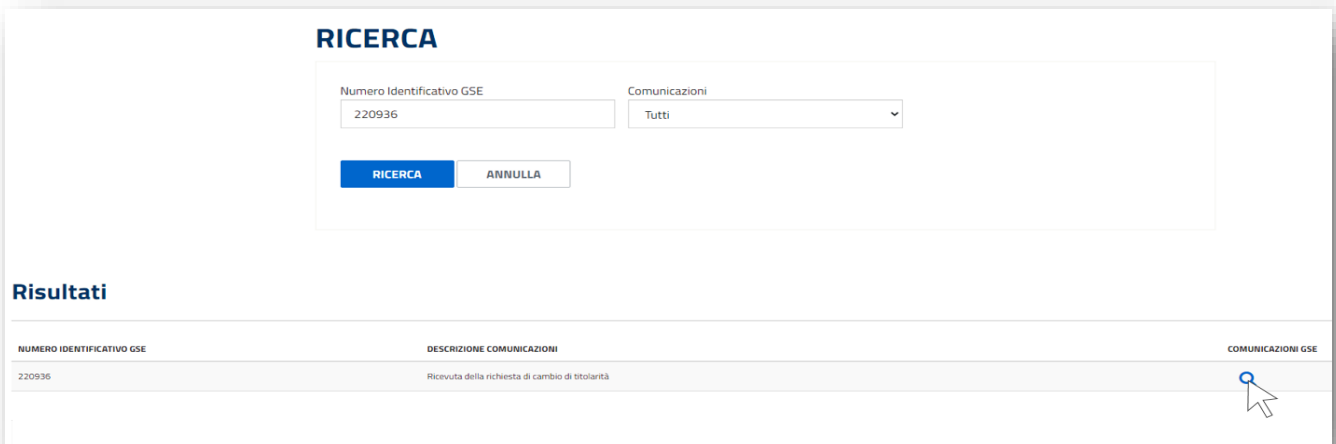 RICERCA
Numero Identificativo GSE Comunicazioni
220936 Tutti
RICERCA ANNULLA
Risultati
NUMERO IDENTIFICATIVO GSE DESCRIZIONE COMUNICAZIONI COMUNICAZIONI GSE
220936 Ricevuta della richiesta di cambio di titolarità